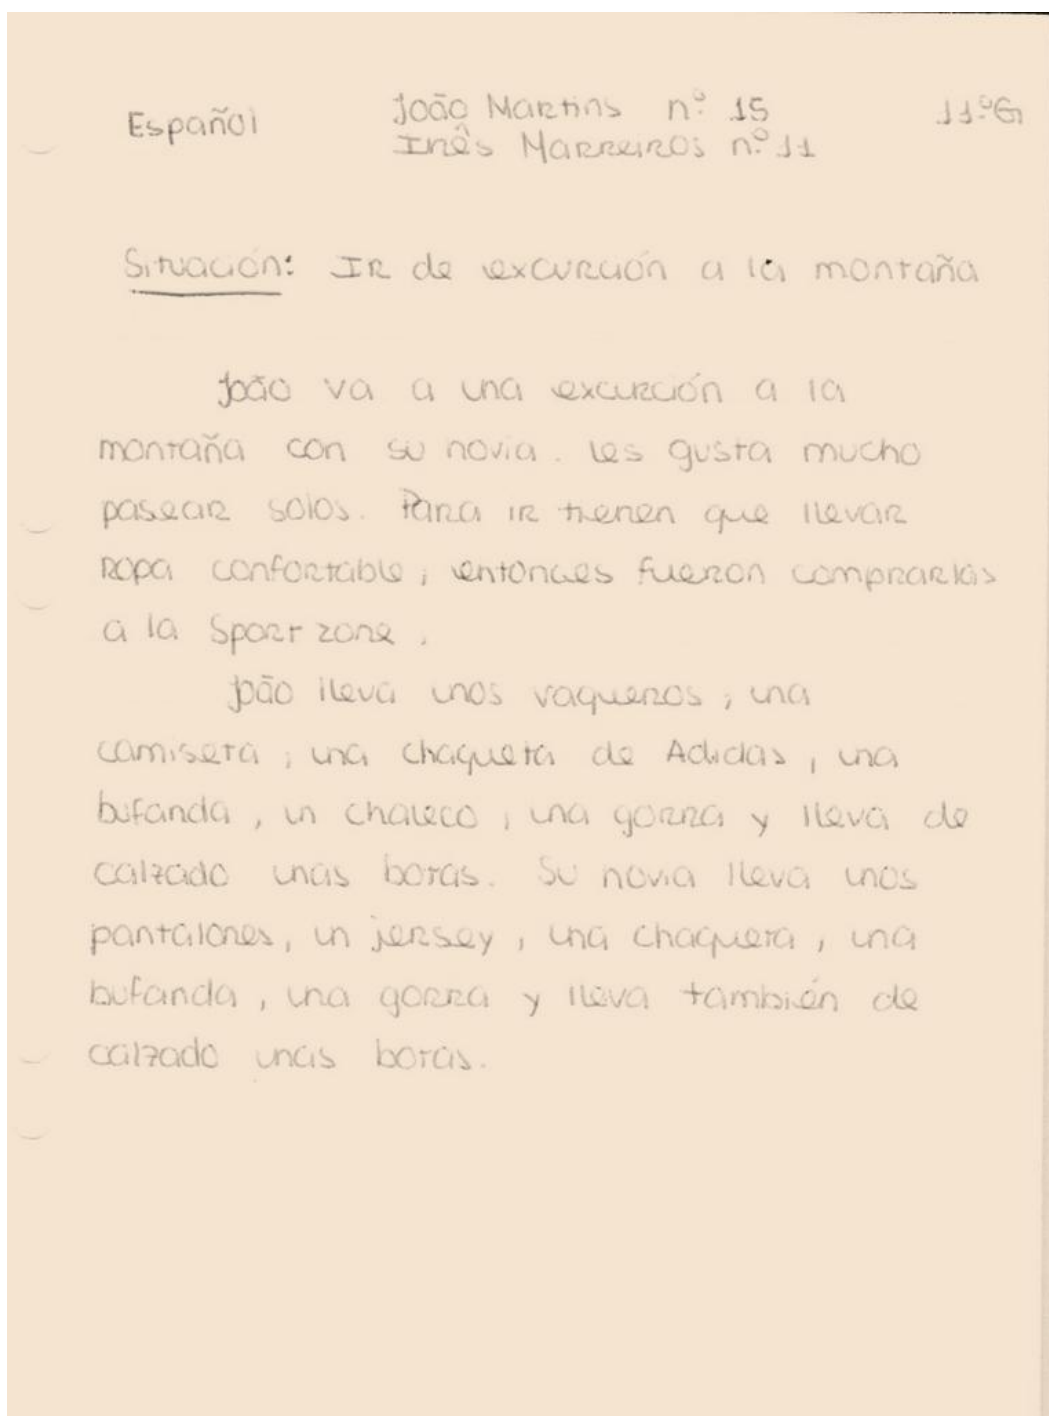 Español João Martins nº 15 11ºG
Inês Marreiros nº 11
Situación: Ir de excurción a la montaña
João va a una excurción a la
montaña con su novia. Les gusta mucho
pasear solos. Para ir tienen que llevar
ropa confortable, entonces fueron comprarlas
a la Sport zone.
João lleva unos vaqueros, una
camiseta, una chaqueta de Adidas, una
bufanda, un chaleco, una gorra y lleva de
calzado unas botas. Su novia lleva unos
pantalones, un jersey, una chaqueta, una
bufanda, una gorra y lleva también de
calzado unas botas.